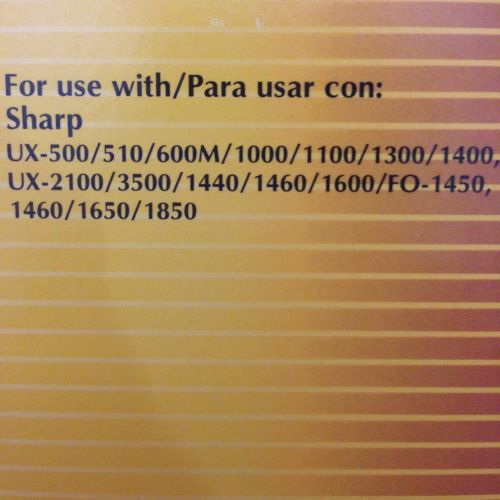 For use with/Para usar con:
Sharp
UX-500/510/600M/1000/1100/1300/1400,
UX-2100/3500/1440/1460/1600/FO-1450,
1460/1650/1850